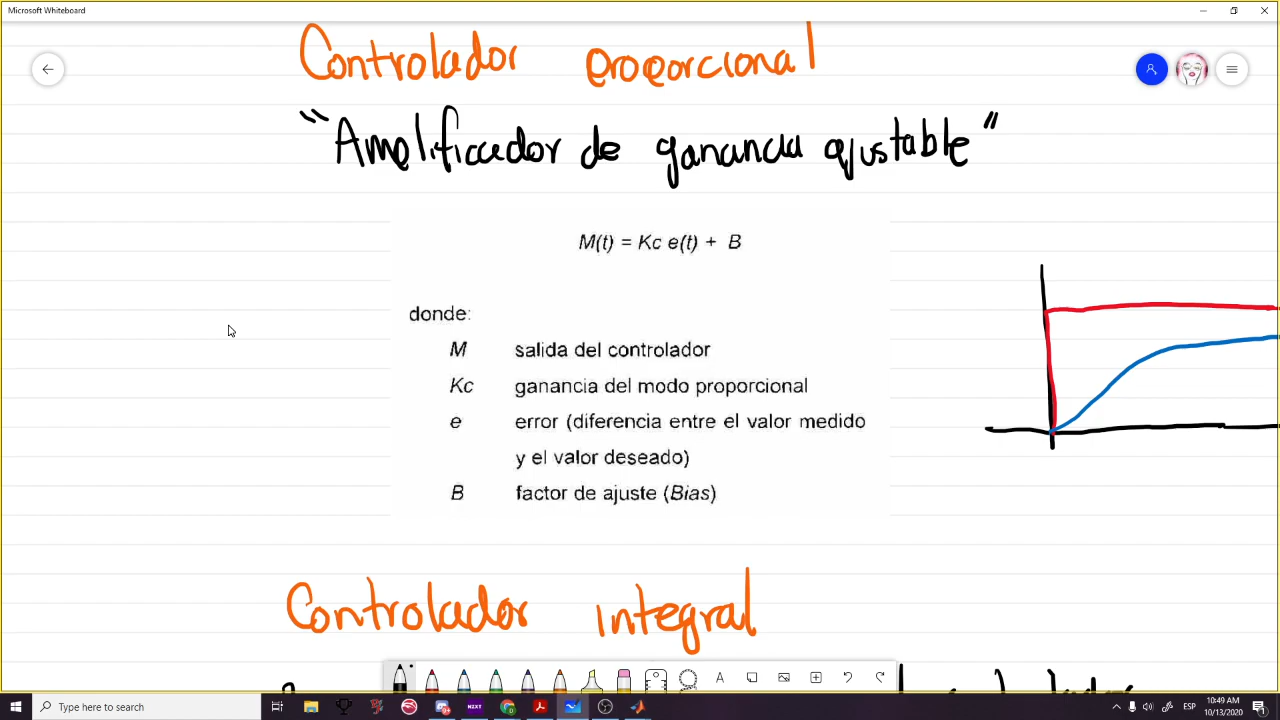 Microsoft Whiteboard
Controlador proporcional
"Amplificador de ganancia ajustable"
M(t) = Kc e(t) + B
donde:
M salida del controlador
Kc ganancia del modo proporcional
e error (diferencia entre el valor medido
y el valor deseado)
B factor de ajuste (Bias)
Controlador integral
A
Type here to search
NEXT
ESP
10:49 AM
10/13/2020
1